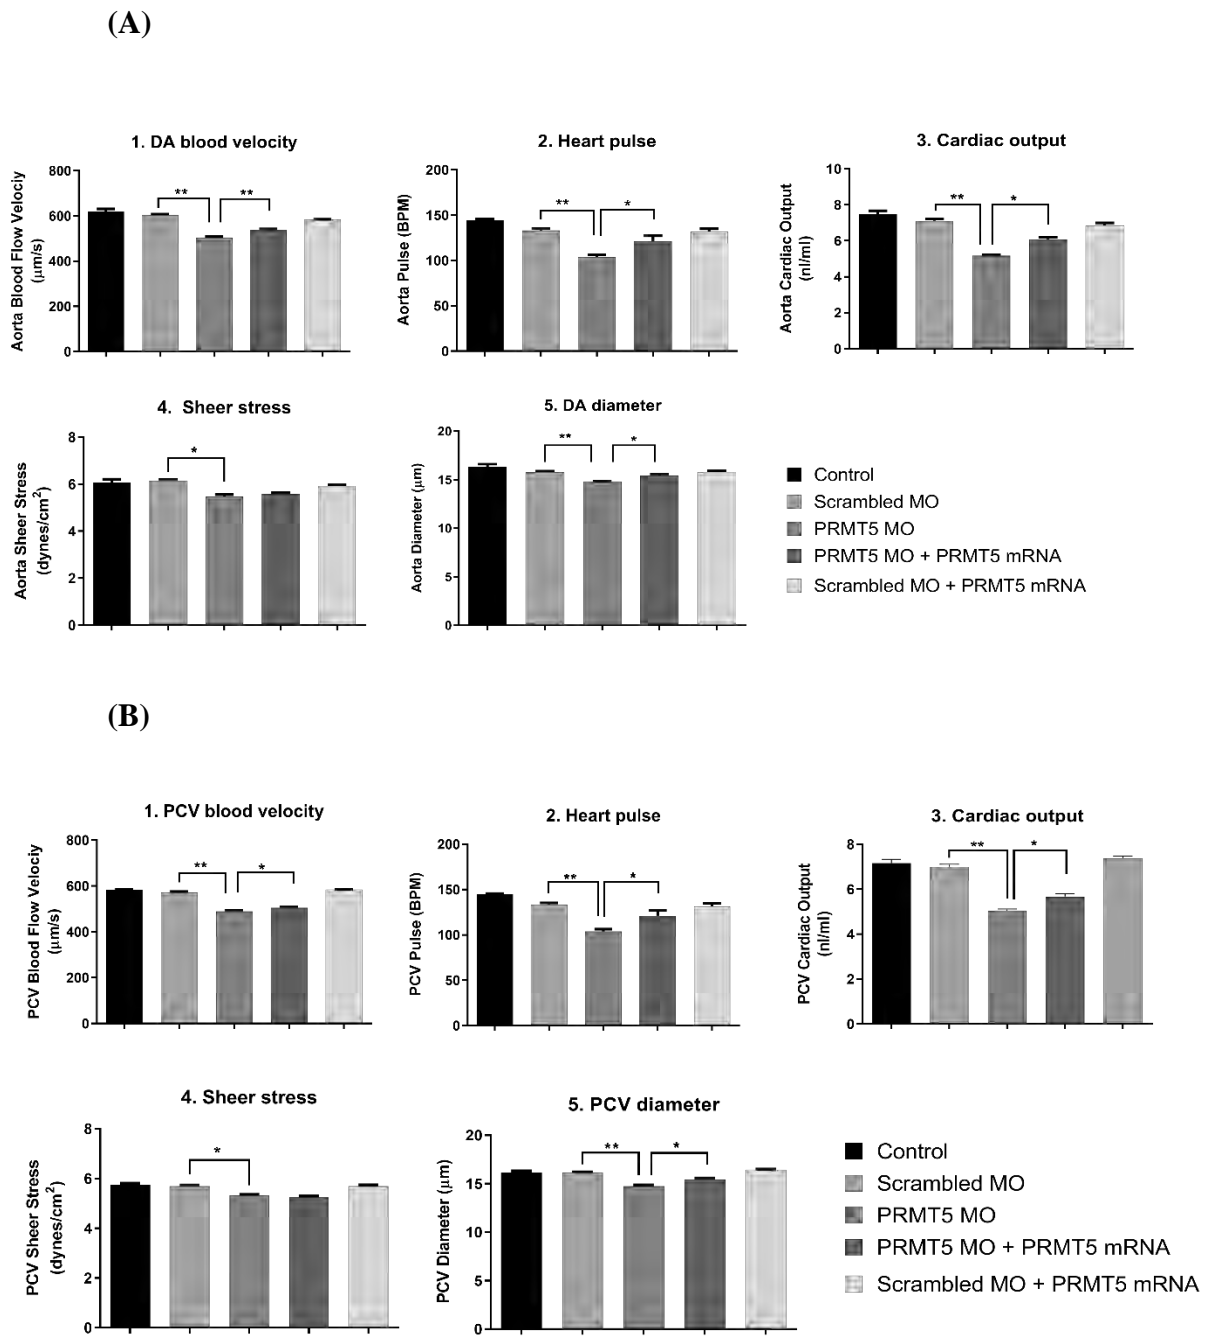 (A)
1. DA blood velocity
Aorta Blood Flow Velociy
(μm/s)
800
600
400
200
0
**
**
2. Heart pulse
Aorta Pulse (BPM)
200
150
100
50
0
**
*
3. Cardiac output
Aorta Cardiac Output
(nl/ml)
10
8
6
4
2
0
**
*
4. Sheer stress
Aorta Sheer Stress
(dynes/cm²)
8
6
4
2
0
*
5. DA diameter
Aorta Diameter (μm)
20
15
10
5
0
**
*
Control
Scrambled MO
PRMT5 MO
PRMT5 MO + PRMT5 mRNA
Scrambled MO + PRMT5 mRNA
(B)
1. PCV blood velocity
PCV Blood Flow Velociy
(μm/s)
800
600
400
200
0
**
*
2. Heart pulse
PCV Pulse (BPM)
200
150
100
50
0
**
*
3. Cardiac output
PCV Cardiac Output
(nl/ml)
8
6
4
2
0
**
*
4. Sheer stress
PCV Sheer Stress
(dynes/cm²)
8
6
4
2
0
*
5. PCV diameter
PCV Diameter (μm)
20
15
10
5
0
**
*
Control
Scrambled MO
PRMT5 MO
PRMT5 MO + PRMT5 mRNA
Scrambled MO + PRMT5 mRNA